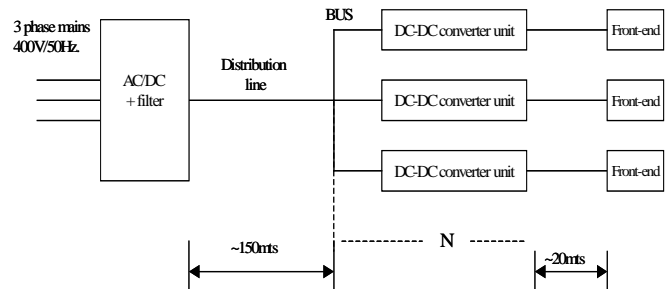 3 phase mains
400V/50Hz.
AC/DC
+ filter
Distribution
line
BUS
DC-DC converter unit
Front-end
DC-DC converter unit
Front-end
DC-DC converter unit
Front-end
~150mts
N
~20mts